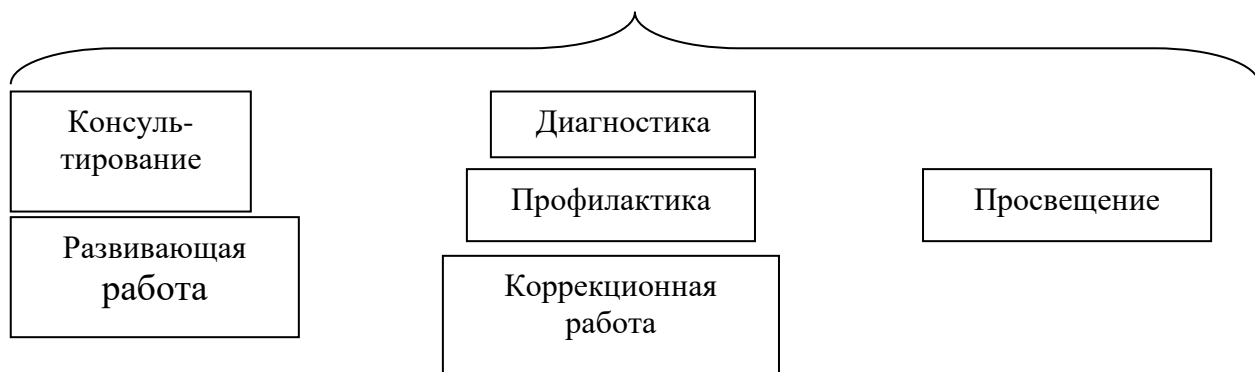 Консуль-
тирование
Развивающая
работа
Диагностика
Профилактика
Коррекционная
работа
Просвещение